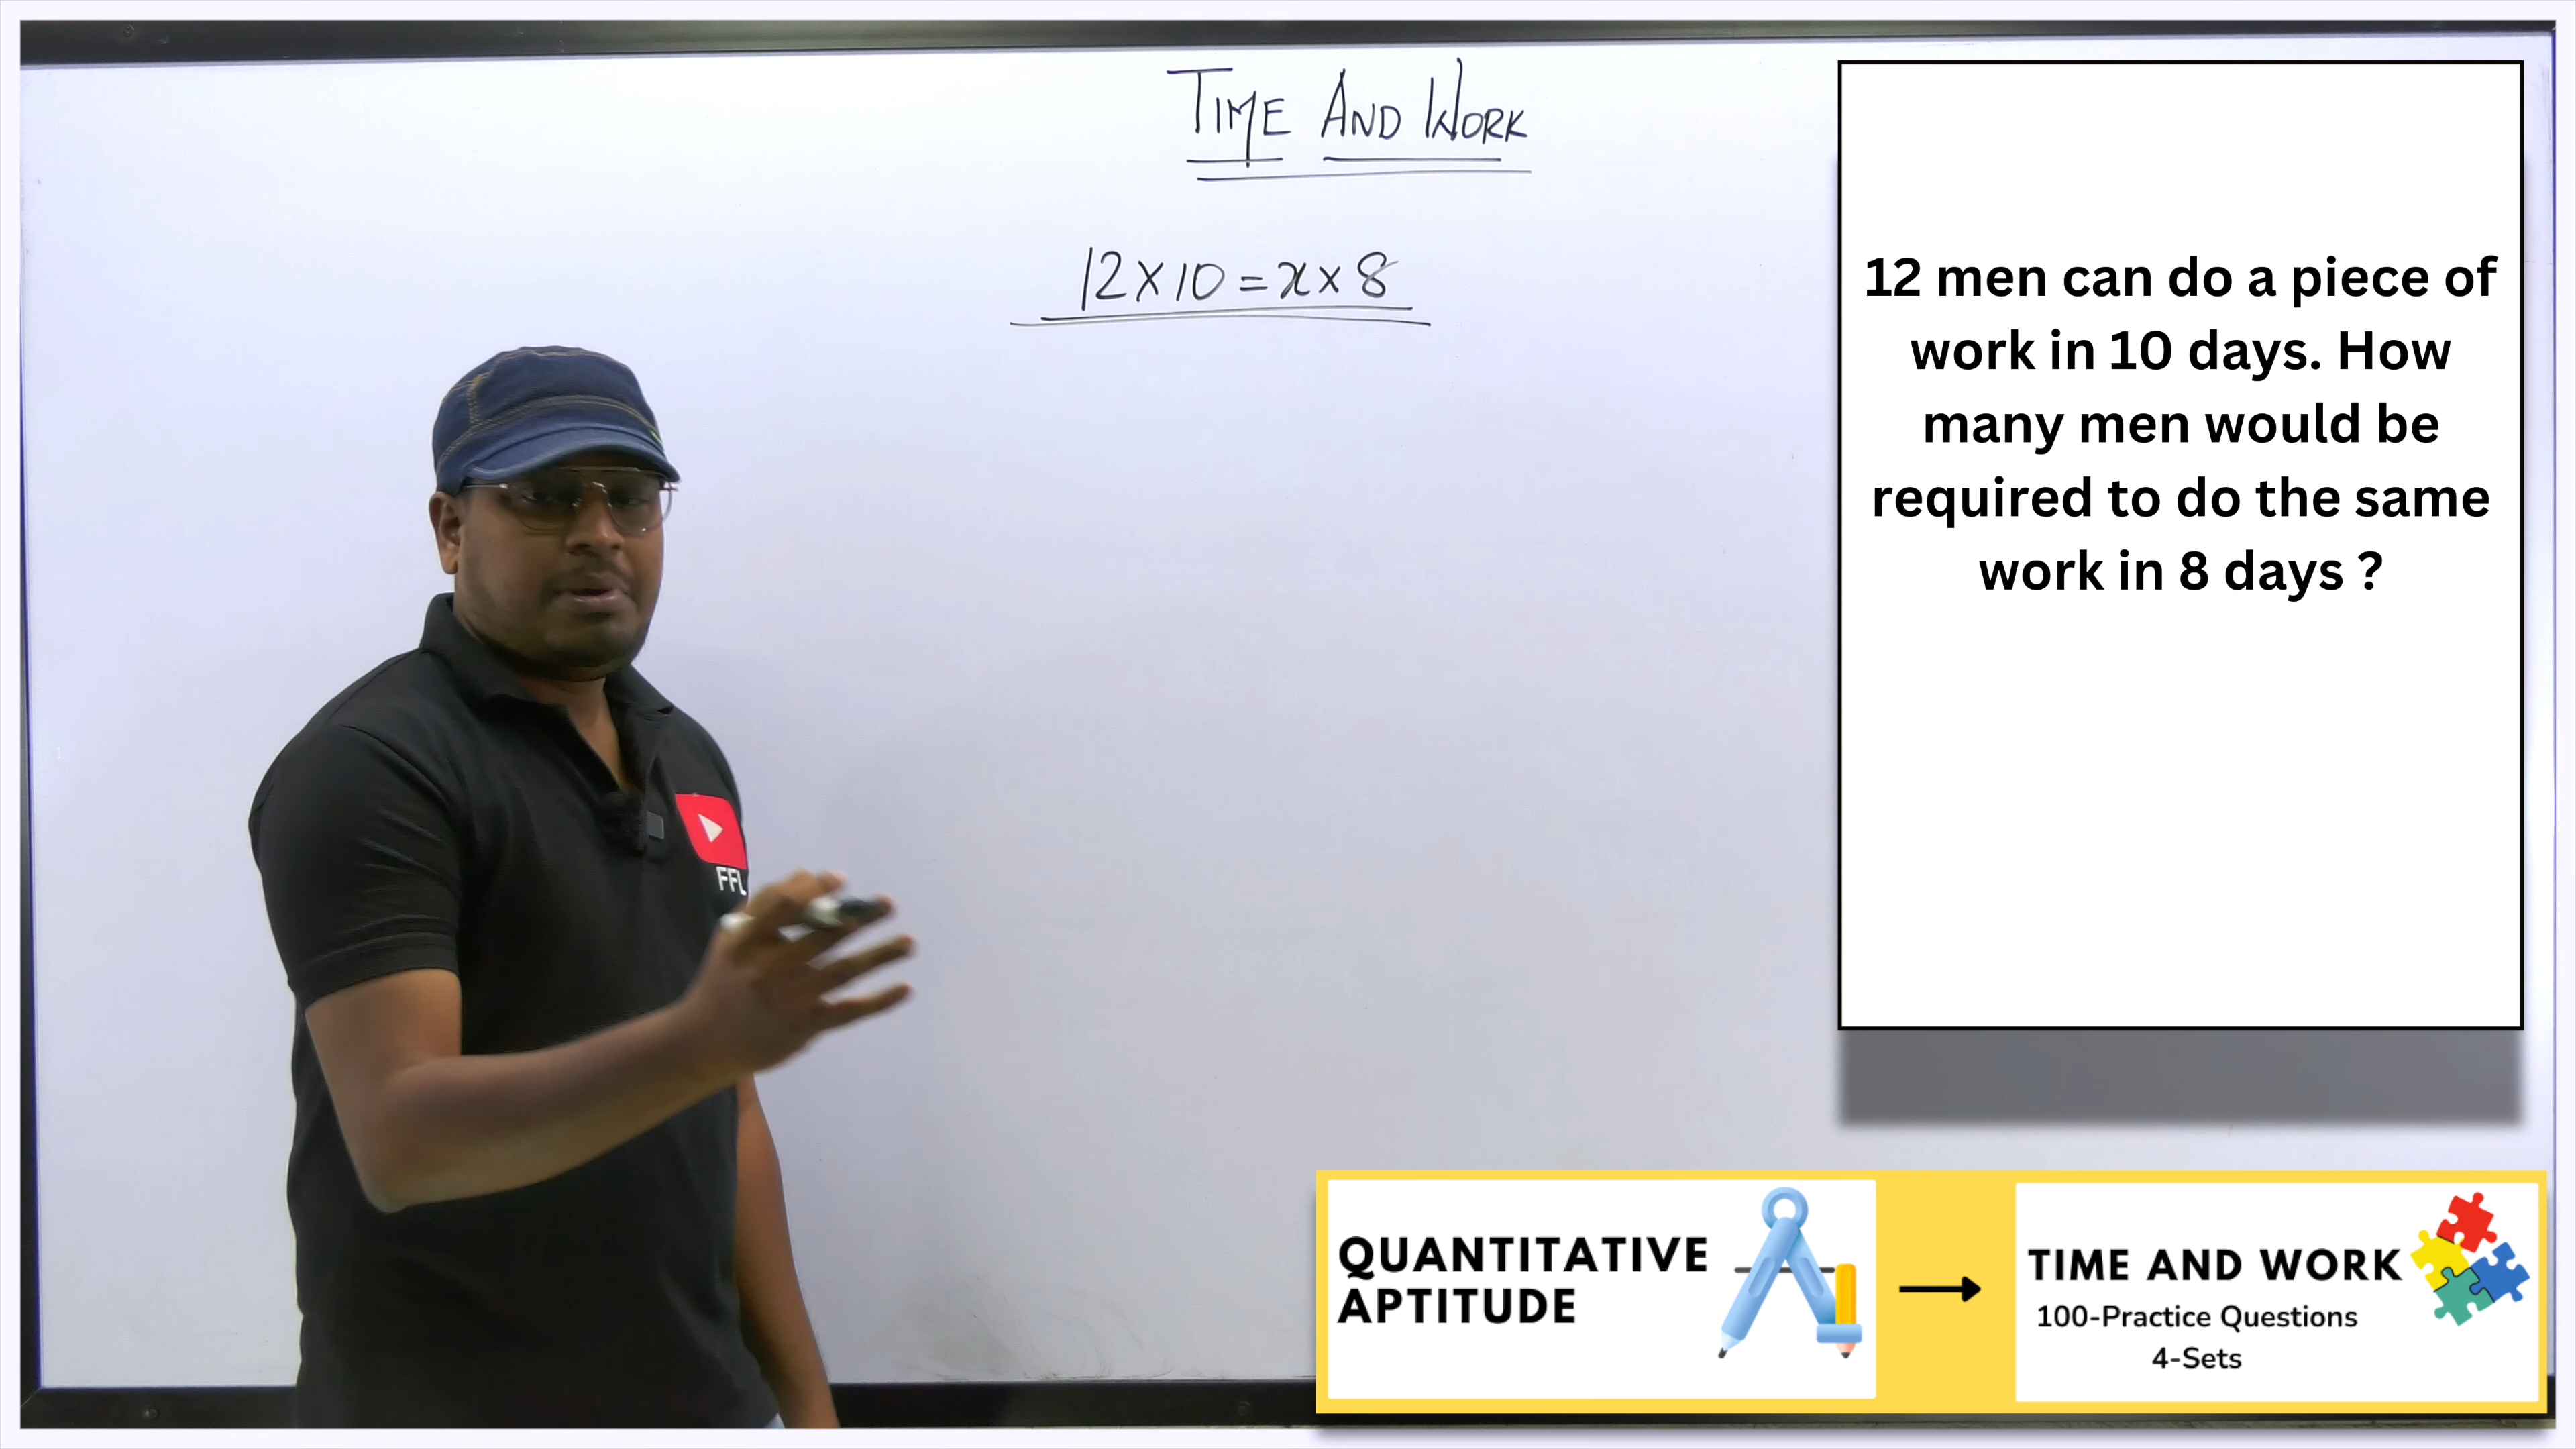 TIME AND WORK
12 × 10 = x × 8
12 men can do a piece of
work in 10 days. How
many men would be
required to do the same
work in 8 days ?
FFL
QUANTITATIVE
APTITUDE
TIME AND WORK
100-Practice Questions
4-Sets